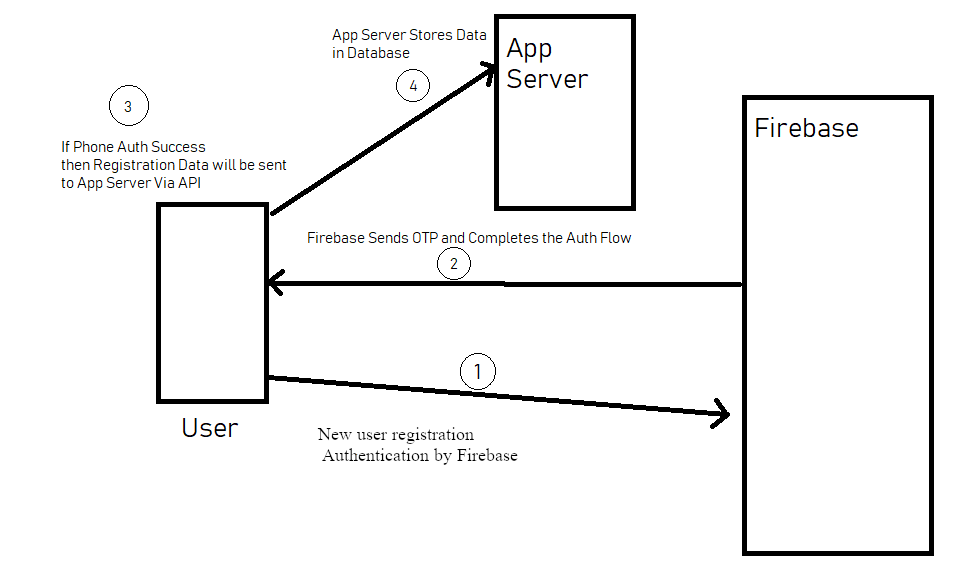 App Server Stores Data
in Database
App
Server
4
3
Firebase
If Phone Auth Success
then Registration Data will be sent
to App Server Via API
Firebase Sends OTP and Completes the Auth Flow
2
1
User
New user registration
Authentication by Firebase